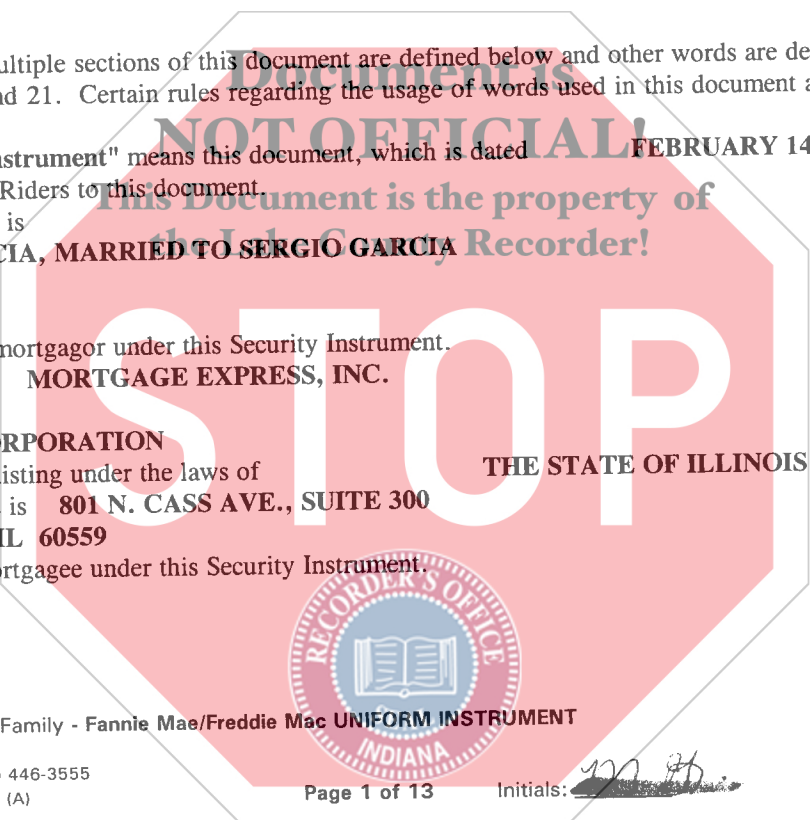 ultiple sections of this document are defined below and other words are de
nd 21. Certain rules regarding the usage of words used in this document a
Document is
NOT OFFICIAL!
nstrument" means this document, which is dated FEBRUARY 14
Riders to this document.
This Document is the property of
is
the Lake County Recorder!
CIA, MARRIED TO SERGIO GARCIA
STOP
mortgagor under this Security Instrument.
MORTGAGE EXPRESS, INC.
ORPORATION
isting under the laws of THE STATE OF ILLINOIS
is 801 N. CASS AVE., SUITE 300
IL 60559
ortgagee under this Security Instrument.
RECORDER'S OFFICE
INDIANA
Family - Fannie Mae/Freddie Mac UNIFORM INSTRUMENT
446-3555
(A)
Page 1 of 13 Initials: